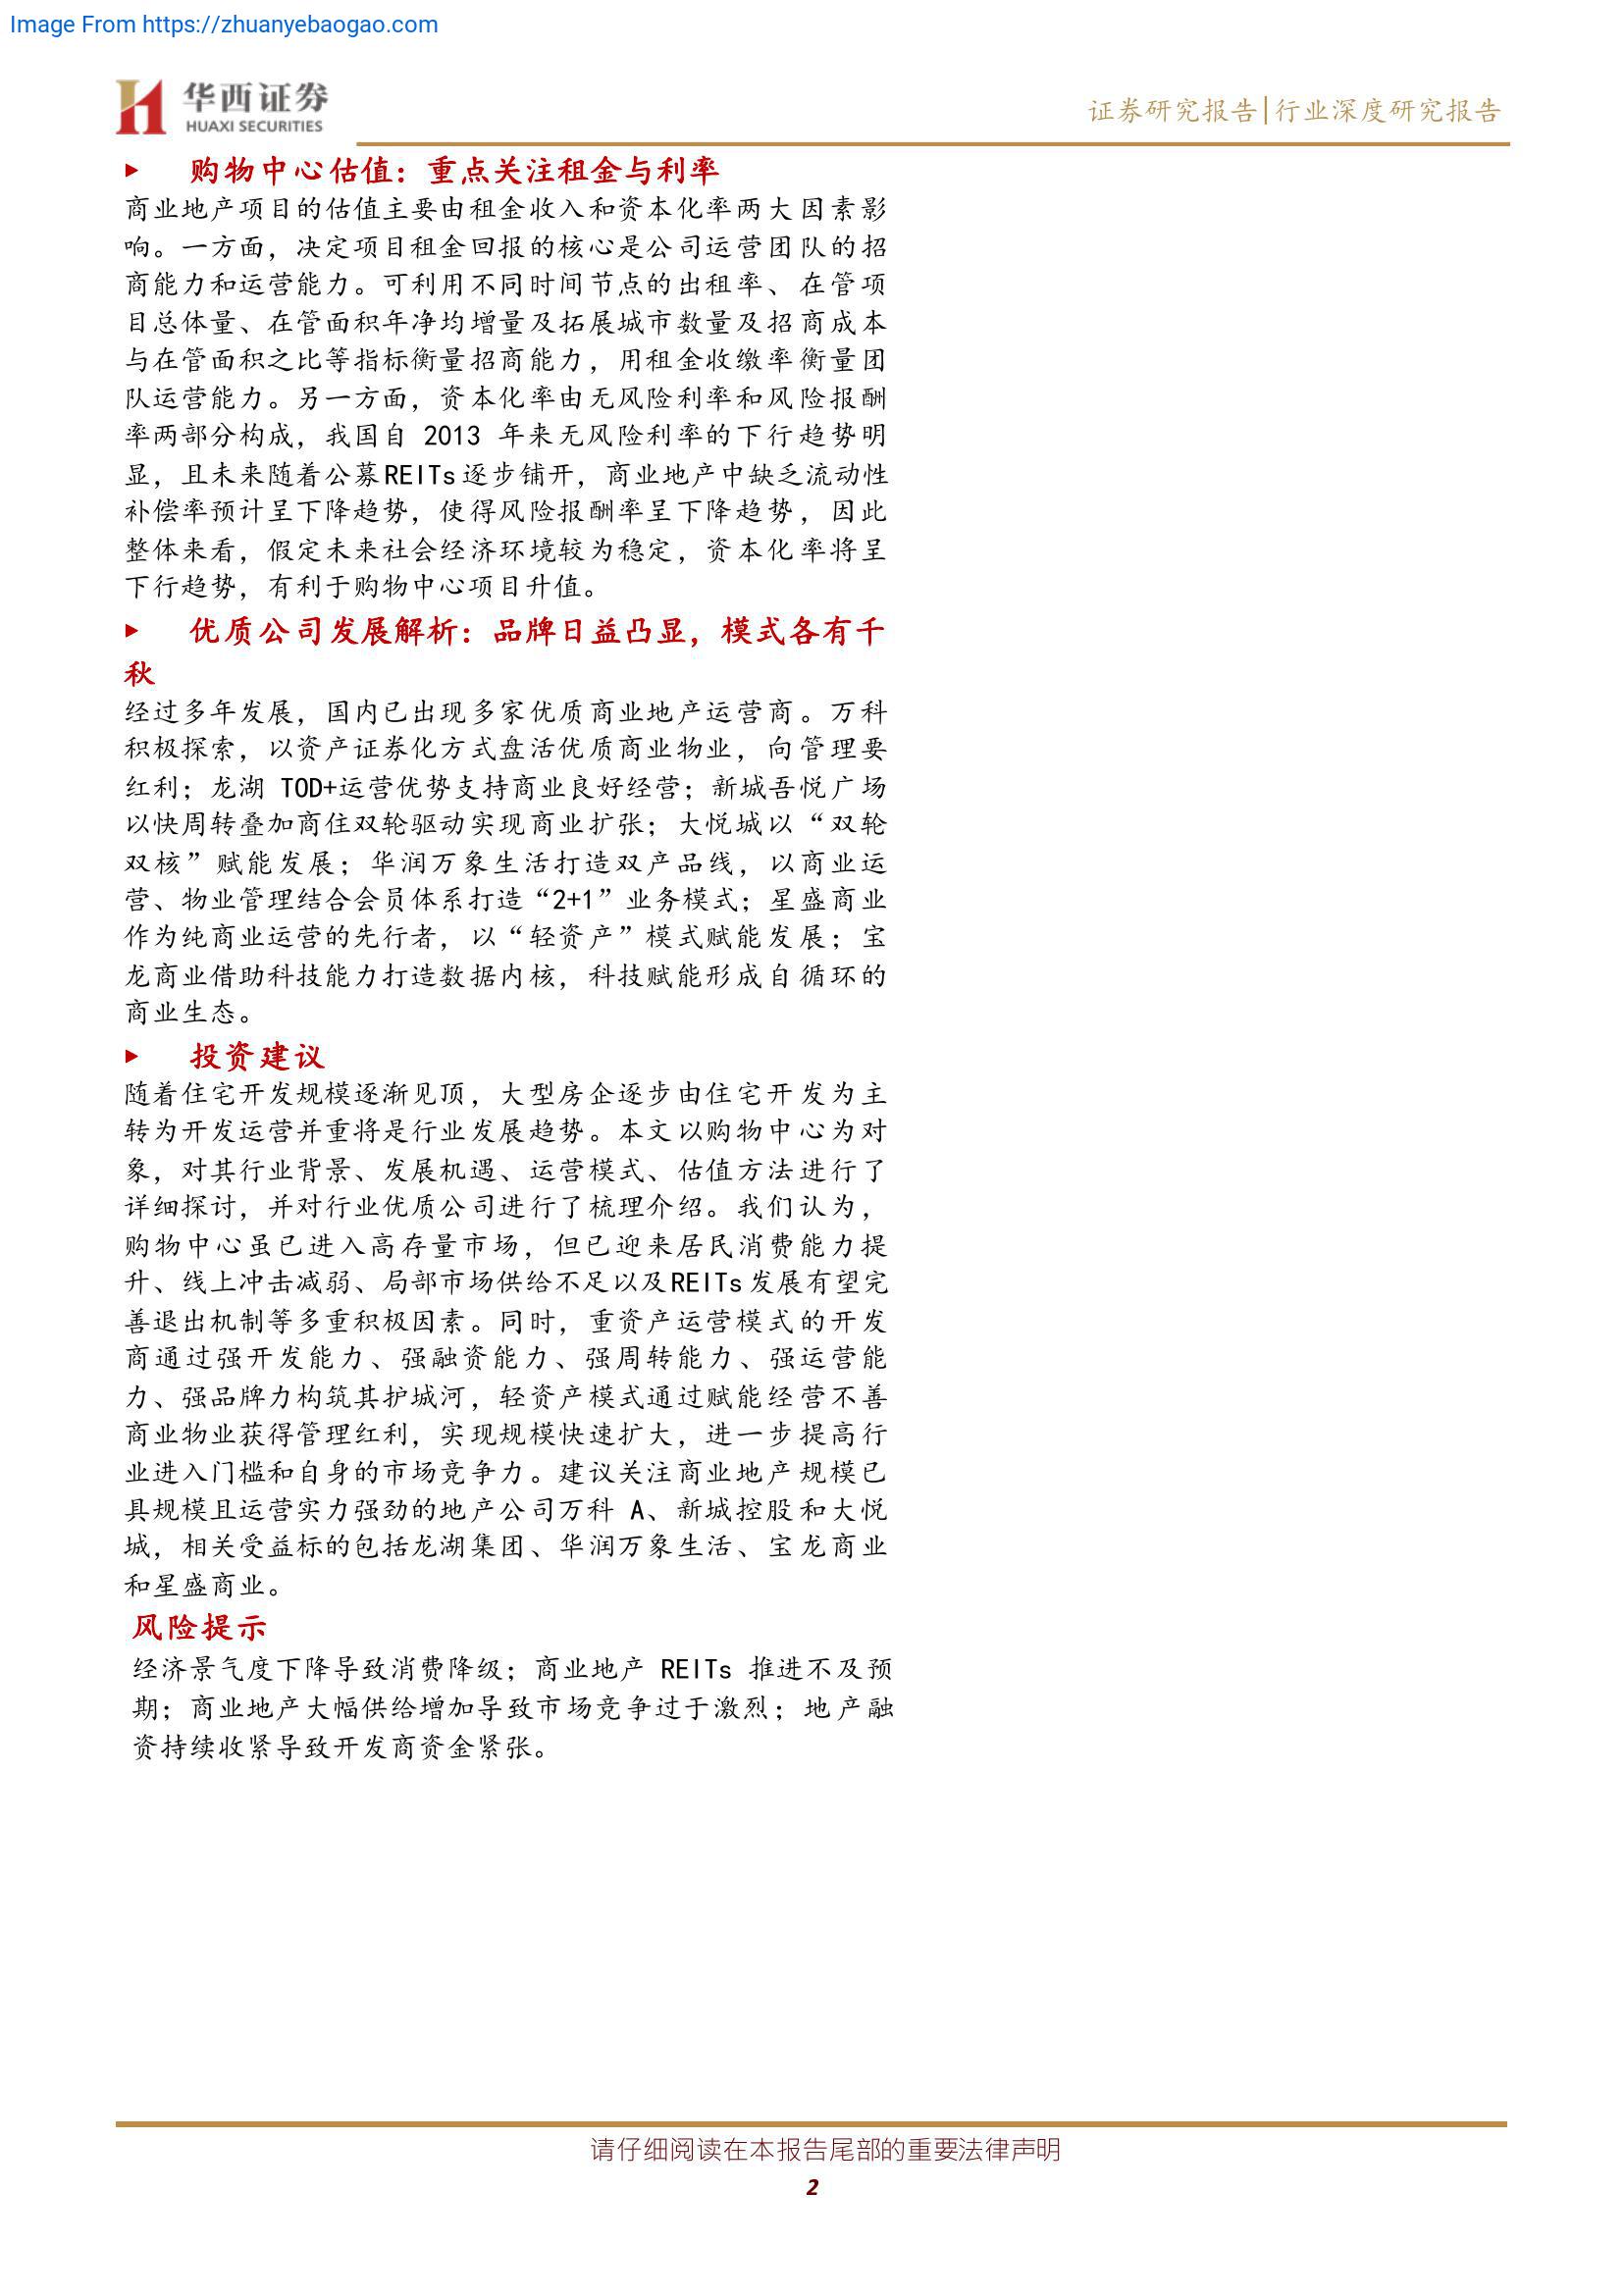 Image From https://zhuanyebaogao.com
华西证券
HUAXI SECURITIES
证券研究报告|行业深度研究报告
购物中心估值：重点关注租金与利率
商业地产项目的估值主要由租金收入和资本化率两大因素影
响。一方面，决定项目租金回报的核心是公司运营团队的招
商能力和运营能力。可利用不同时间节点的出租率、在管项
目总体量、在管面积年净均增量及拓展城市数量及招商成本
与在管面积之比等指标衡量招商能力，用租金收缴率衡量团
队运营能力。另一方面，资本化率由无风险利率和风险报酬
率两部分构成，我国自 2013 年来无风险利率的下行趋势明
显，且未来随着公募REITs逐步铺开，商业地产中缺乏流动性
补偿率预计呈下降趋势，使得风险报酬率呈下降趋势，因此
整体来看，假定未来社会经济环境较为稳定，资本化率将呈
下行趋势，有利于购物中心项目升值。
优质公司发展解析：品牌日益凸显，模式各有千
秋
经过多年发展，国内已出现多家优质商业地产运营商。万科
积极探索，以资产证券化方式盘活优质商业物业，向管理要
红利；龙湖 TOD+运营优势支持商业良好经营；新城吾悦广场
以快周转叠加商住双轮驱动实现商业扩张；大悦城以“双轮
双核”赋能发展；华润万象生活打造双产品线，以商业运
营、物业管理结合会员体系打造“2+1”业务模式；星盛商业
作为纯商业运营的先行者，以“轻资产”模式赋能发展；宝
龙商业借助科技能力打造数据内核，科技赋能形成自循环的
商业生态。
投资建议
随着住宅开发规模逐渐见顶，大型房企逐步由住宅开发为主
转为开发运营并重将是行业发展趋势。本文以购物中心为对
象，对其行业背景、发展机遇、运营模式、估值方法进行了
详细探讨，并对行业优质公司进行了梳理介绍。我们认为，
购物中心虽已进入高存量市场，但已迎来居民消费能力提
升、线上冲击减弱、局部市场供给不足以及REITs发展有望完
善退出机制等多重积极因素。同时，重资产运营模式的开发
商通过强开发能力、强融资能力、强周转能力、强运营能
力、强品牌力构筑其护城河，轻资产模式通过赋能经营不善
商业物业获得管理红利，实现规模快速扩大，进一步提高行
业进入门槛和自身的市场竞争力。建议关注商业地产规模已
具规模且运营实力强劲的地产公司万科 A、新城控股和大悦
城，相关受益标的包括龙湖集团、华润万象生活、宝龙商业
和星盛商业。
风险提示
经济景气度下降导致消费降级；商业地产 REITs 推进不及预
期；商业地产大幅供给增加导致市场竞争过于激烈；地产融
资持续收紧导致开发商资金紧张。
请仔细阅读在本报告尾部的重要法律声明
2